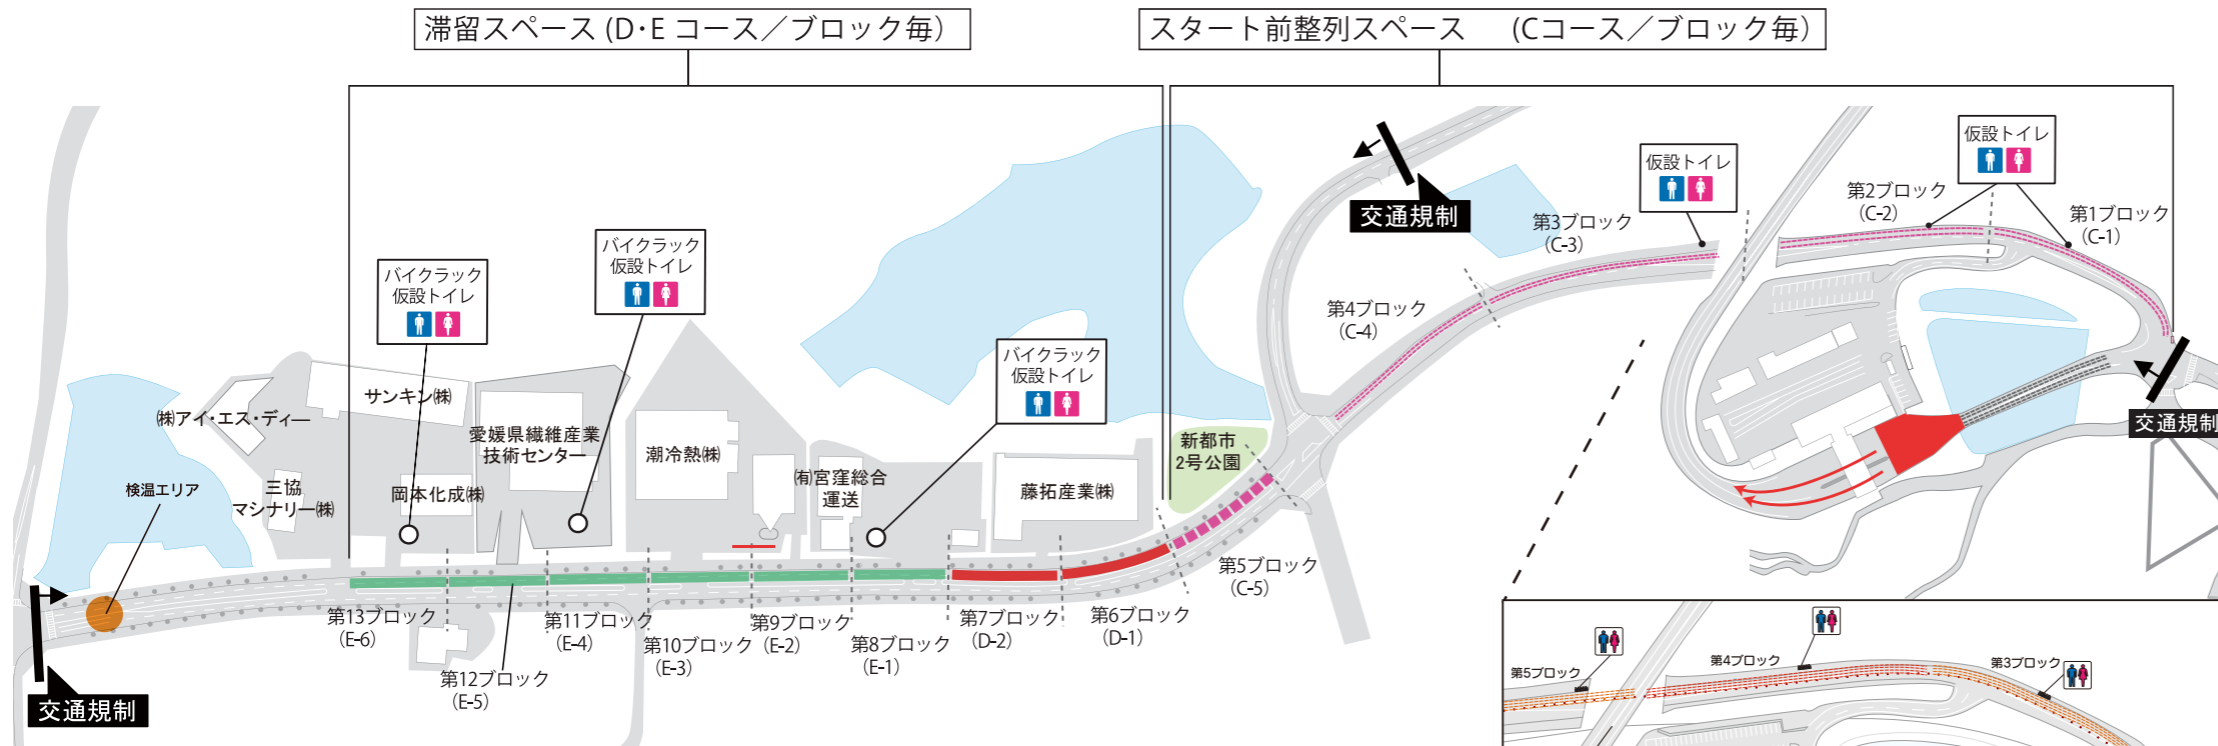 滞留スペース (D･E コース／ブロック毎)
スタート前整列スペース　(Cコース／ブロック毎)
仮設トイレ
仮設トイレ
第2ブロック
(C-2)
第1ブロック
(C-1)
第3ブロック
(C-3)
交通規制
バイクラック
仮設トイレ
バイクラック
仮設トイレ
第4ブロック
(C-4)
バイクラック
仮設トイレ
サンキン㈱
㈱アイ・エス・ディー
愛媛県繊維産業
技術センター
潮冷熱㈱
新都市
2号公園
交通規制
㈲宮窪総合
運送
藤拓産業㈱
検温エリア
三協
マシナリー㈱
岡本化成㈱
第5ブロック
(C-5)
第13ブロック
(E-6)
第11ブロック
(E-4)
第10ブロック
(E-3)
第9ブロック
(E-2)
第8ブロック
(E-1)
第7ブロック
(D-2)
第6ブロック
(D-1)
第12ブロック
(E-5)
交通規制
第5ブロック
第4ブロック
第3ブロック